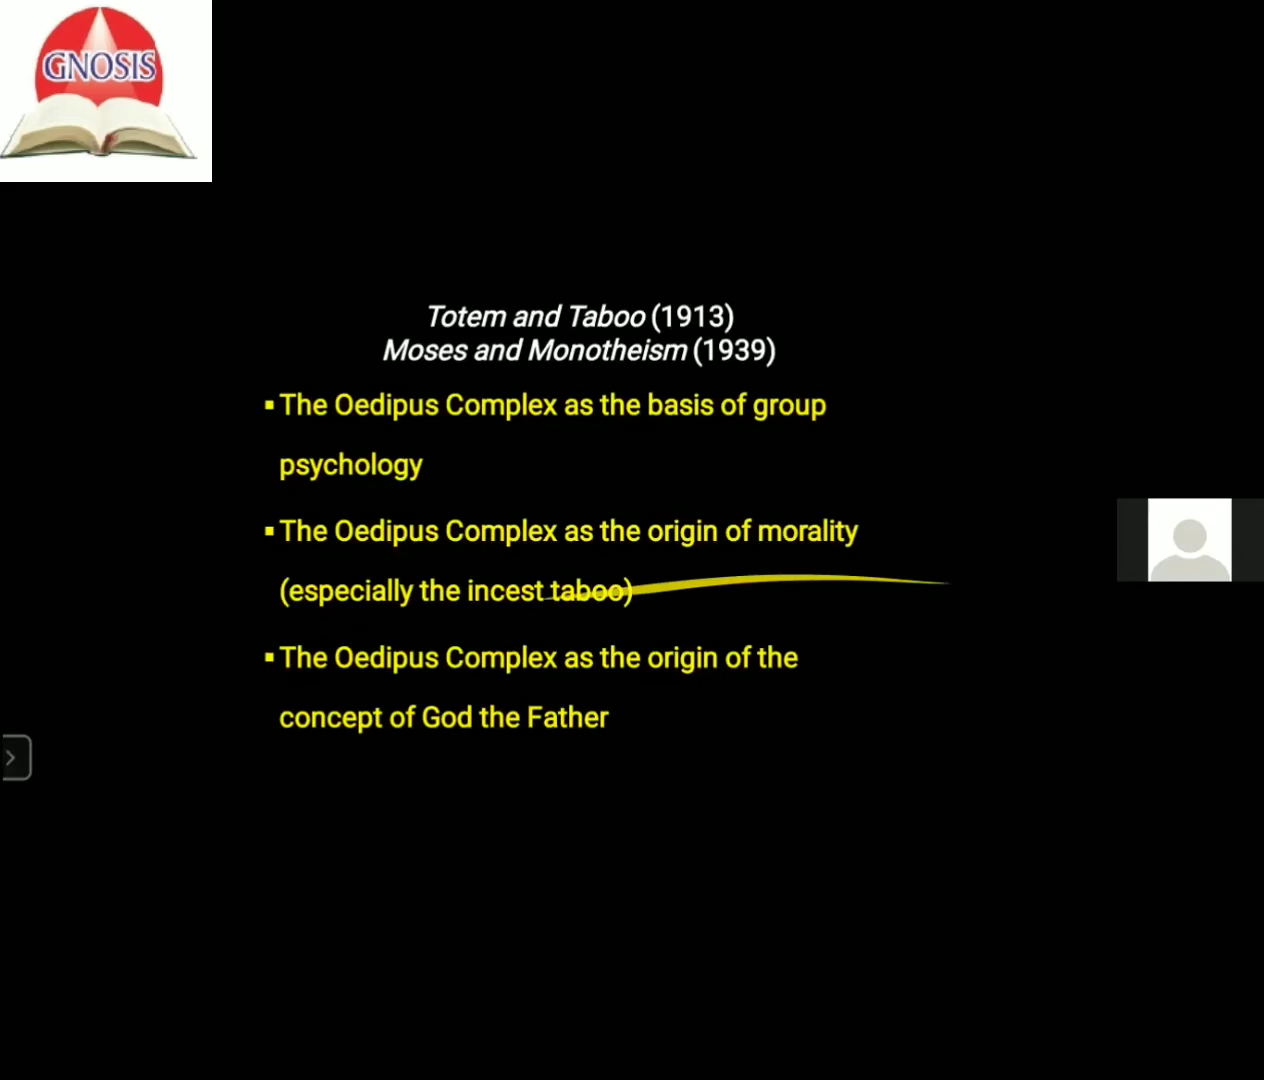 GNOSIS
Totem and Taboo (1913)
Moses and Monotheism (1939)
▪ The Oedipus Complex as the basis of group
psychology
▪ The Oedipus Complex as the origin of morality
(especially the incest taboo)
▪ The Oedipus Complex as the origin of the
concept of God the Father